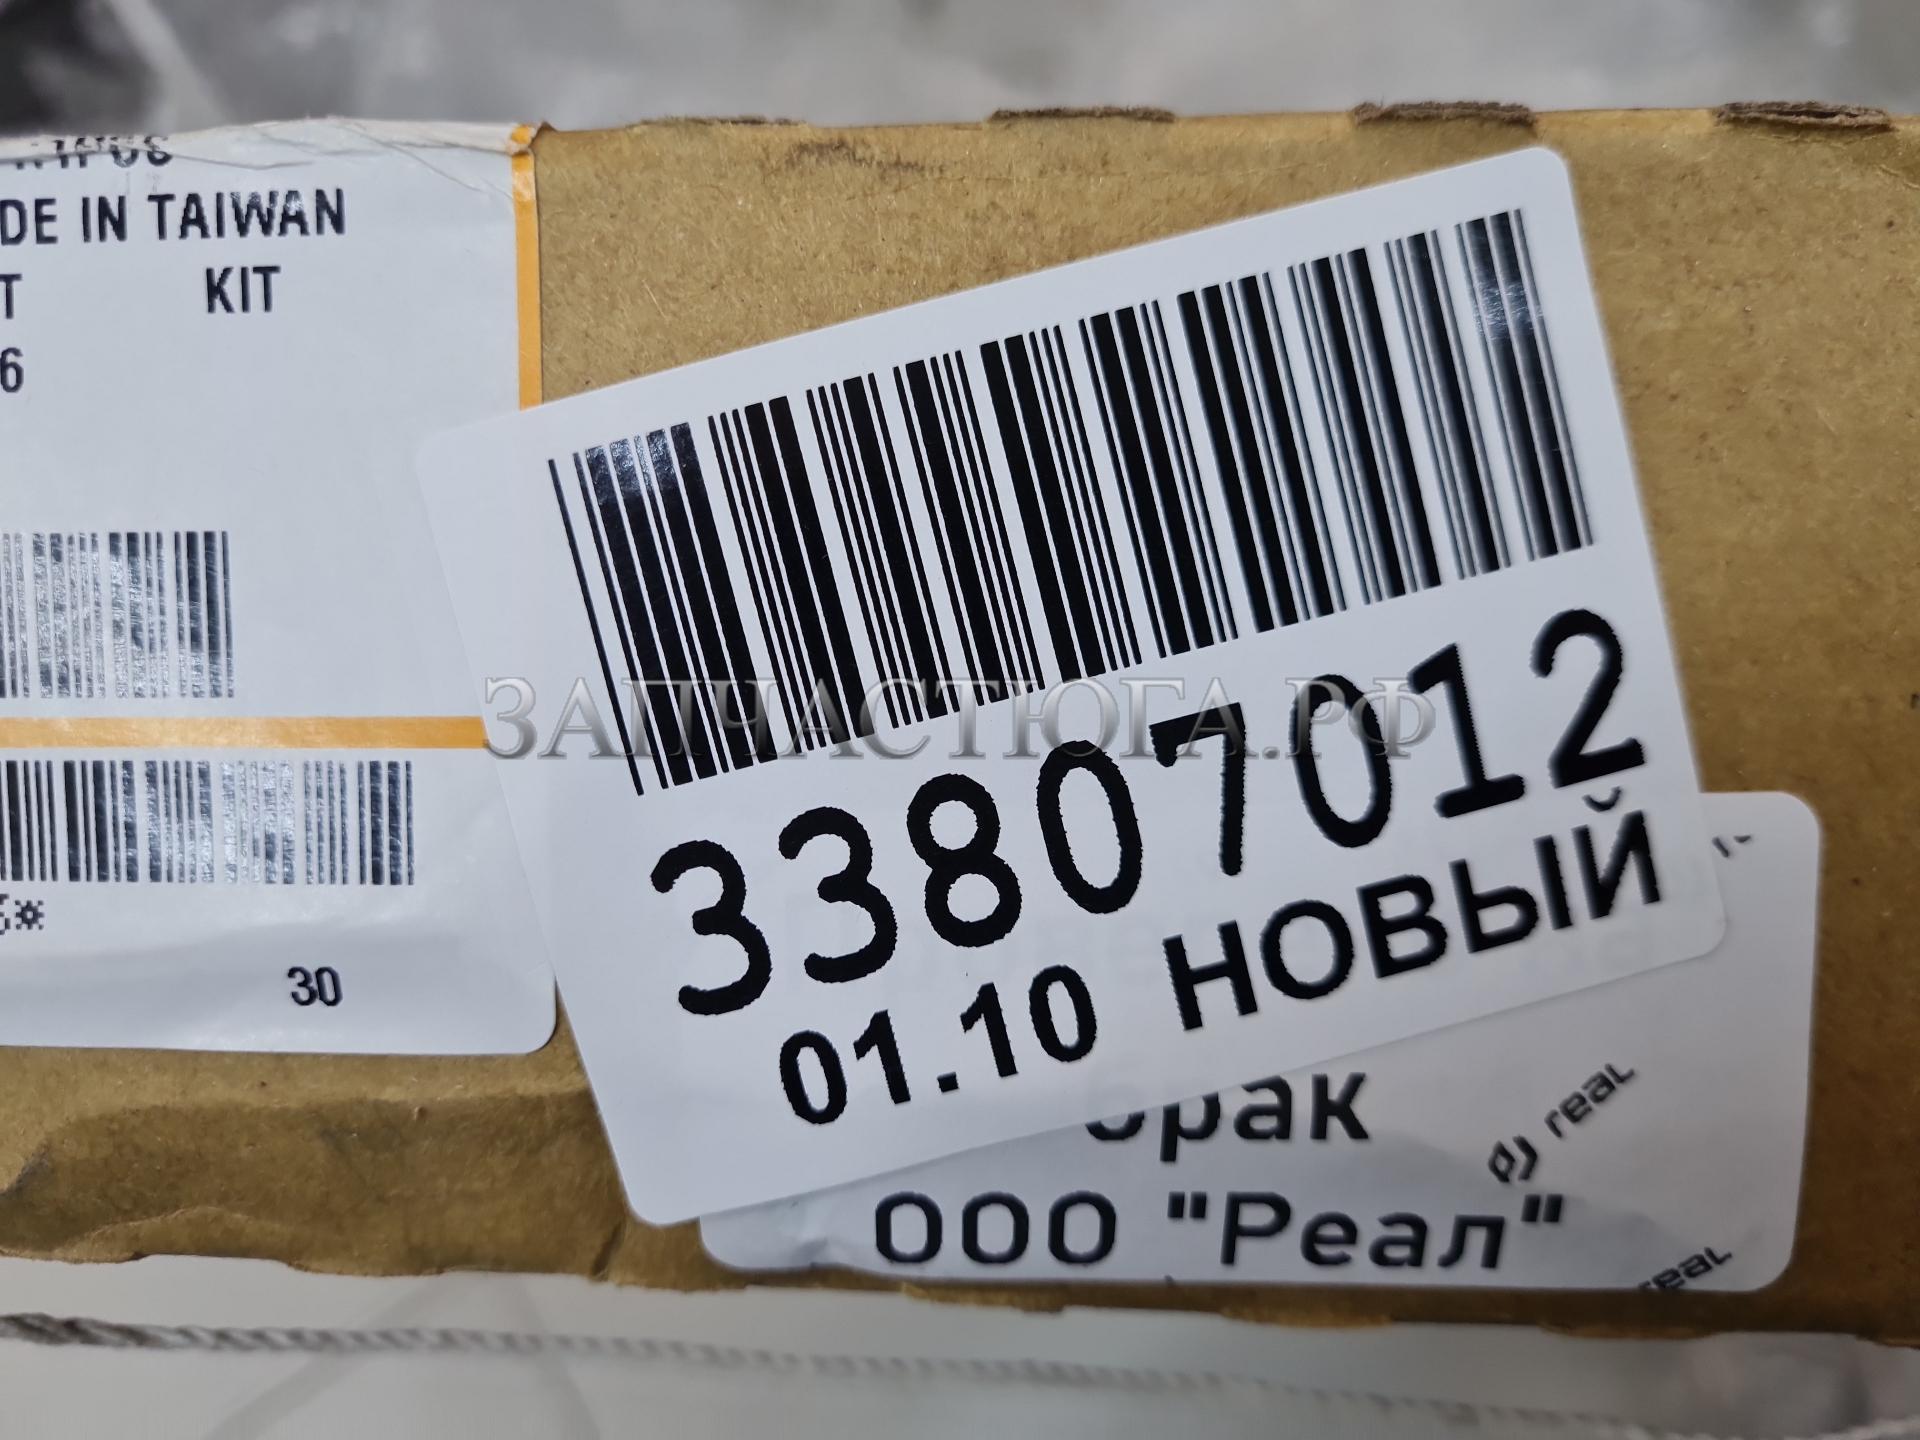 DE IN TAIWAN
T KIT
6
30
ЗАПЧАСТЮГА.РФ
33807012
01.10 НОВЫЙ
брак
ООО "Реал"
real
real